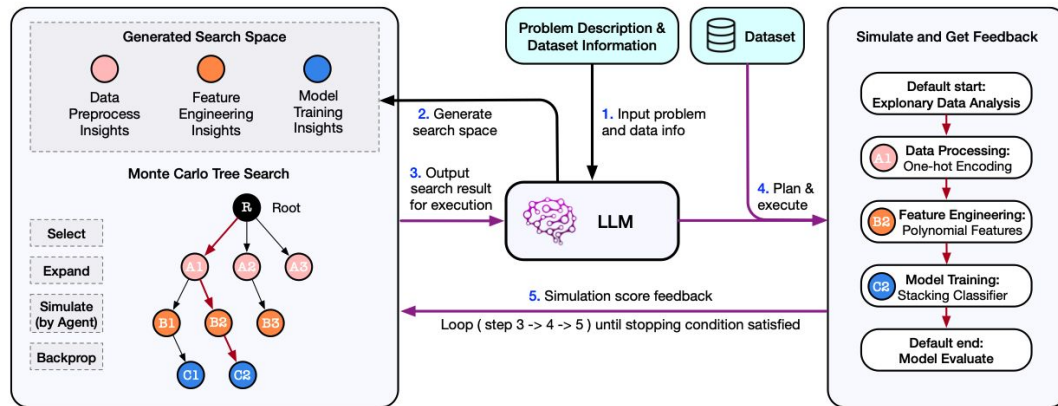 Generated Search Space
Data
Preprocess
Insights
Feature
Engineering
Insights
Model
Training
Insights
Monte Carlo Tree Search
R
Root
Select
A1
A2
A3
Expand
Simulate
(by Agent)
B1
B2
B3
Backprop
C1
C2
Problem Description &
Dataset Information
Dataset
2. Generate
search space
1. Input problem
and data info
3. Output
search result
for execution
LLM
4. Plan &
execute
5. Simulation score feedback
Loop ( step 3 -> 4 -> 5 ) until stopping condition satisfied
Simulate and Get Feedback
Default start:
Explonary Data Analysis
A1
Data Processing:
One-hot Encoding
B2
Feature Engineering:
Polynomial Features
C2
Model Training:
Stacking Classifier
Default end:
Model Evaluate